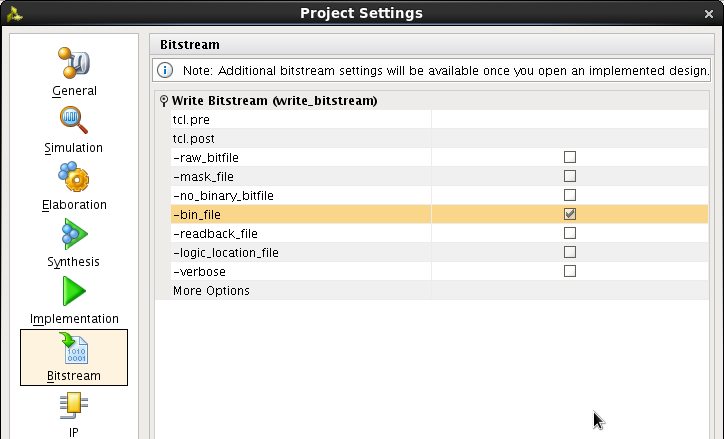 Project Settings
General
Simulation
Elaboration
Synthesis
Implementation
1010
0001
Bitstream
IP
Bitstream
Note: Additional bitstream settings will be available once you open an implemented design.
Write Bitstream (write_bitstream)
tcl.pre
tcl.post
-raw_bitfile
-mask_file
-no_binary_bitfile
-bin_file
-readback_file
-logic_location_file
-verbose
More Options